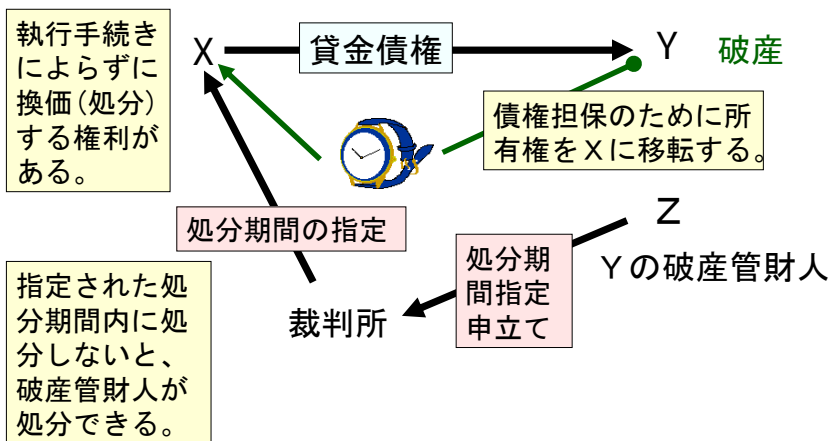 執行手続き
によらずに
換価(処分)
する権利が
ある。
X
貸金債権
Y
破産
債権担保のために所
有権をXに移転する。
処分期間の指定
Z
Yの破産管財人
処分期
間指定
申立て
裁判所
指定された処
分期間内に処
分しないと、
破産管財人が
処分できる。